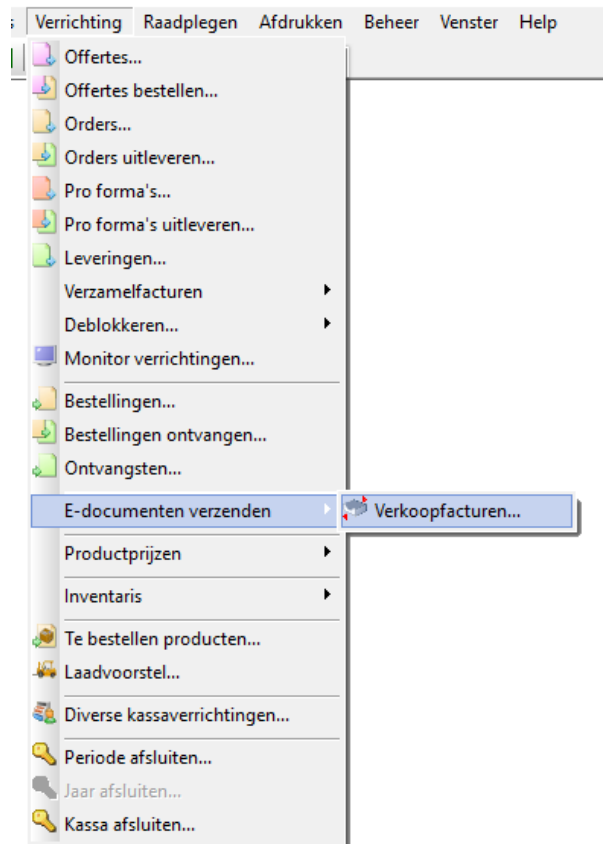 Verrichting Raadplegen Afdrukken Beheer Venster Help
Offertes...
Offertes bestellen...
Orders...
Orders uitleveren...
Pro forma's...
Pro forma's uitleveren...
Leveringen...
Verzamelfacturen
Deblokkeren...
Monitor verrichtingen...
Bestellingen...
Bestellingen ontvangen...
Ontvangsten...
E-documenten verzenden Verkoopfacturen...
Productprijzen
Inventaris
Te bestellen producten...
Laadvoorstel...
Diverse kassaverrichtingen...
Periode afsluiten...
Jaar afsluiten...
Kassa afsluiten...